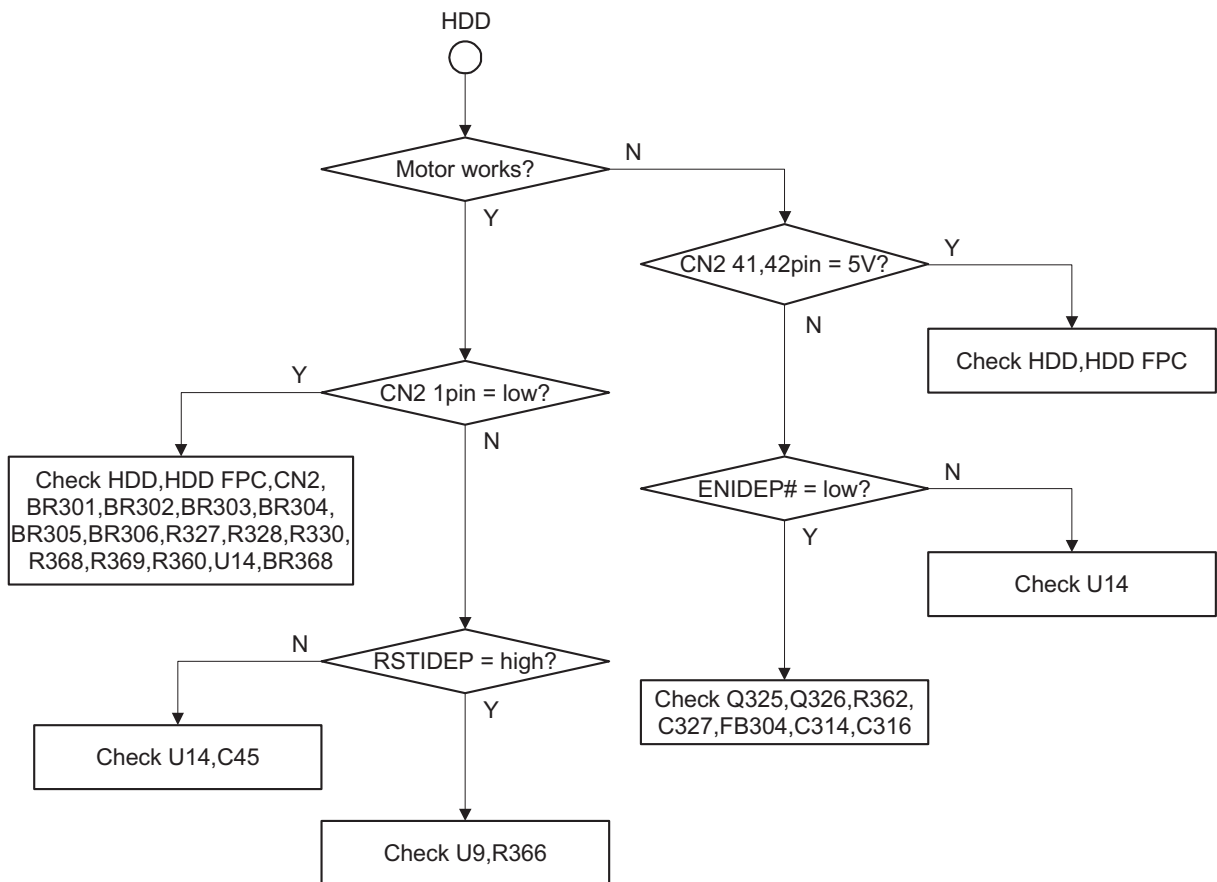 HDD
Motor works?
N
Y
CN2 41,42pin = 5V?
Y
N
Check HDD,HDD FPC
CN2 1pin = low?
Y
N
Check HDD,HDD FPC,CN2,
BR301,BR302,BR303,BR304,
BR305,BR306,R327,R328,R330,
R368,R369,R360,U14,BR368
ENIDEP# = low?
N
Y
Check U14
RSTIDEP = high?
N
Y
Check Q325,Q326,R362,
C327,FB304,C314,C316
Check U14,C45
Check U9,R366